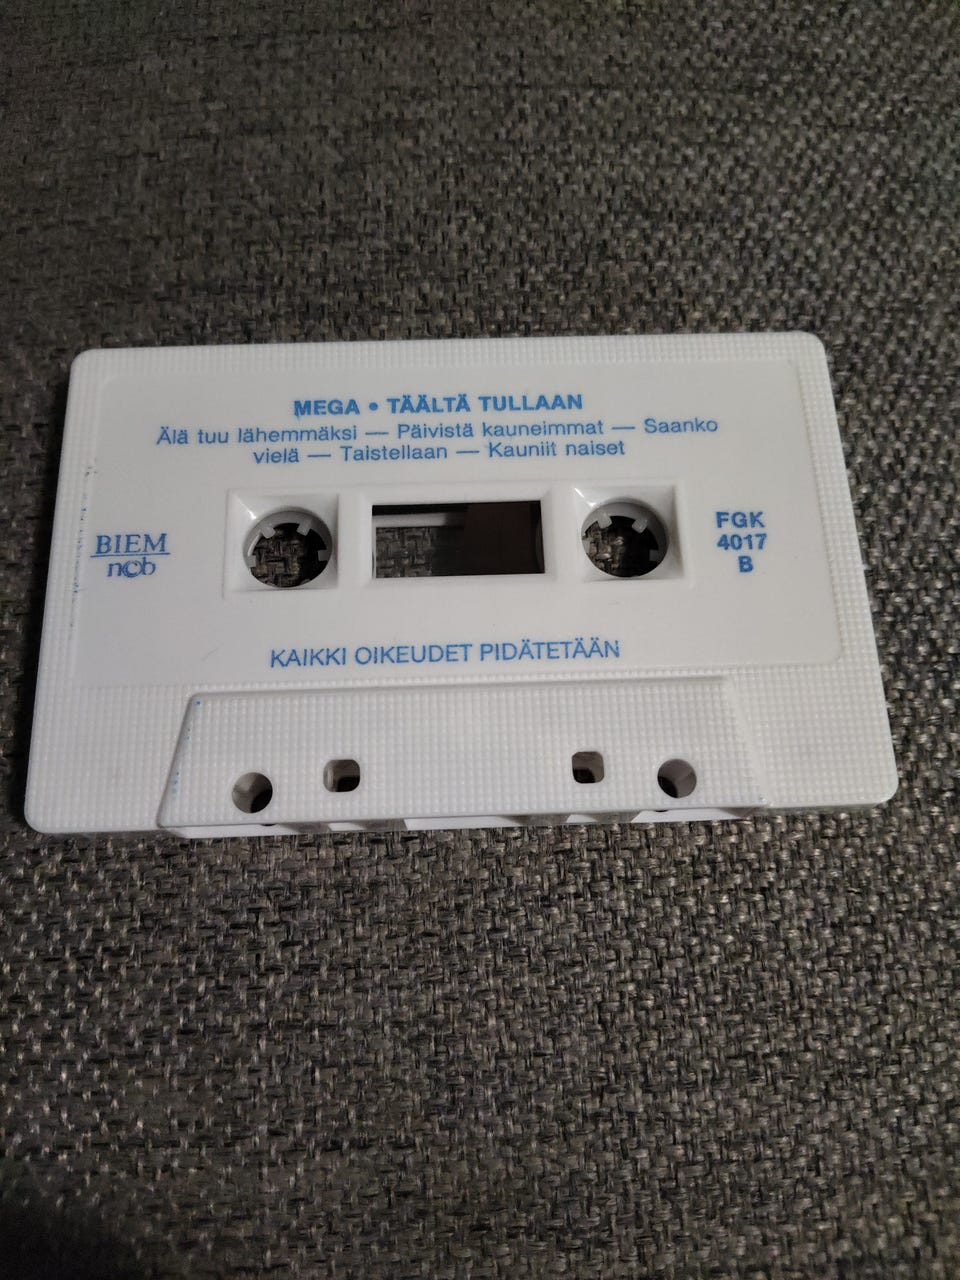 MEGA • TÄÄLTÄ TULLAAN
Älä tuu lähemmäksi — Päivistä kauneimmat — Saanko
vielä — Taistellaan — Kauniit naiset
BIEM
ncb
FGK
4017
B
KAIKKI OIKEUDET PIDÄTETÄÄN